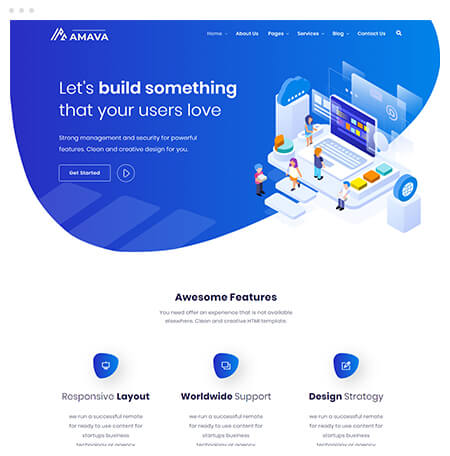 AMAVA
Home About Us Pages Services Blog Contact Us
Let's build something
that your users love
Strong management and security for powerful
features. Clean and creative design for you.
Get Started
Awesome Features
You need offer an experience that is not available
elsewhere. Clean and creative HTMl template.
Responsive Layout
Worldwide Support
Design Strategy
we run a successful remote
for ready to use content for
startups business
technology or agency
we run a successful remote
for ready to use content for
startups business
technology or agency
we run a successful remote
for ready to use content for
startups business
technology or agency